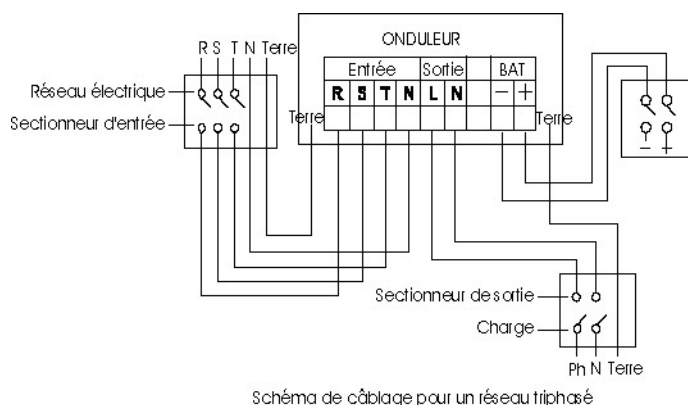 ONDULEUR
R S T N Terre
Entrée Sortie BAT
Réseau électrique
R S T N L N − +
Sectionneur d'entrée
Terre
Terre
− +
Sectionneur de sortie
Charge
Ph N Terre
Schéma de câblage pour un réseau triphasé